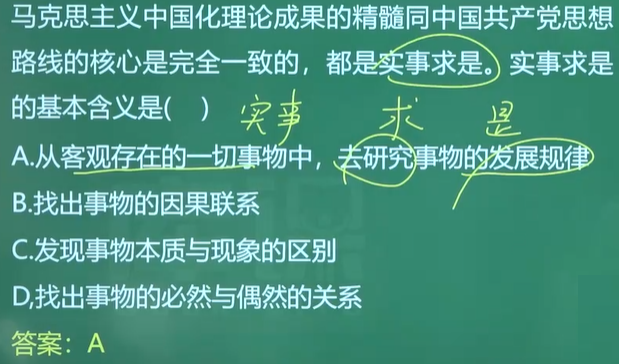 马克思主义中国化理论成果的精髓同中国共产党思想
路线的核心是完全一致的，都是实事求是。实事求是
的基本含义是(　)
实事 求 是
A.从客观存在的一切事物中，去研究事物的发展规律
B.找出事物的因果联系
C.发现事物本质与现象的区别
D,找出事物的必然与偶然的关系
答案：A